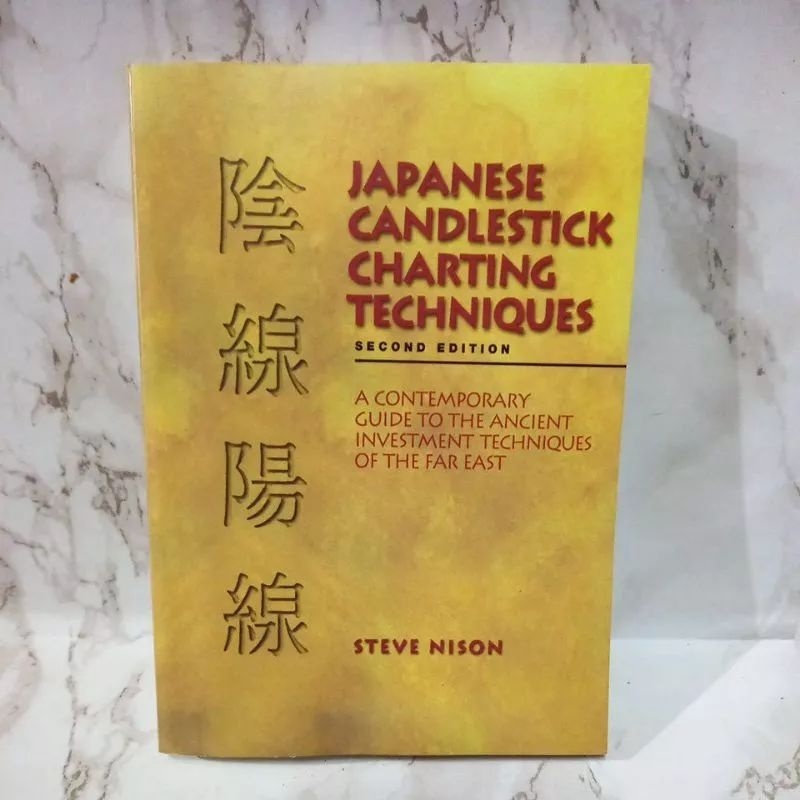 陰線陽線
JAPANESE
CANDLESTICK
CHARTING
TECHNIQUES
SECOND EDITION
A CONTEMPORARY
GUIDE TO THE ANCIENT
INVESTMENT TECHNIQUES
OF THE FAR EAST
STEVE NISON